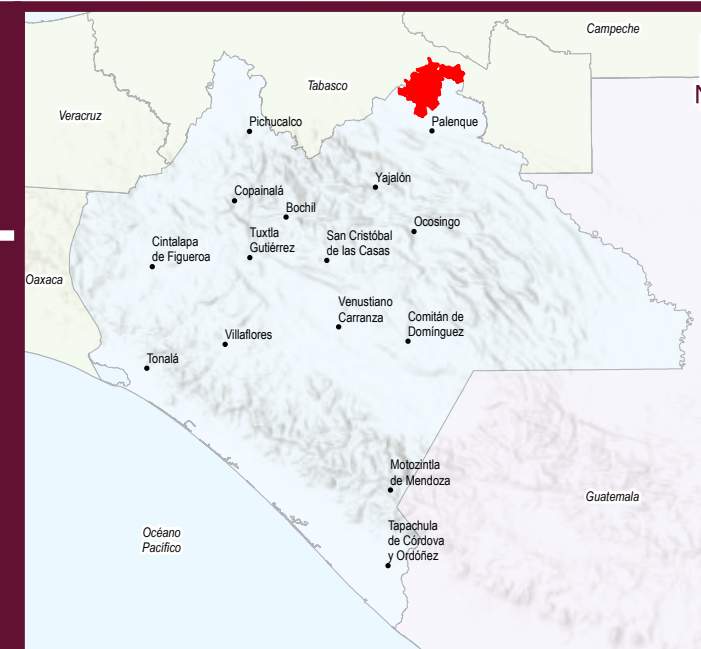 Campeche
Tabasco
N
Veracruz
Pichucalco
Palenque
Yajalón
Copainalá
Bochil
Ocosingo
Tuxtla
Gutiérrez
San Cristóbal
de las Casas
Cintalapa
de Figueroa
Oaxaca
Venustiano
Carranza
Comitán de
Domínguez
Villaflores
Tonalá
Motozintla
de Mendoza
Guatemala
Océano
Pacifico
Tapachula
de Córdova
y Ordóñez